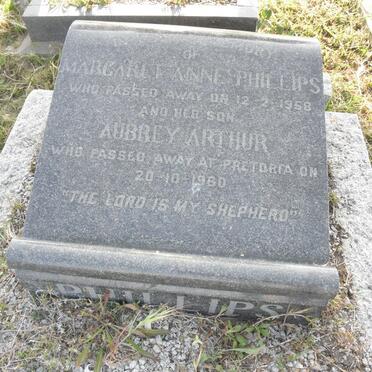 OF
MARGARET ANNE PHILLIPS
WHO PASSED AWAY ON 12-2-1958
AND HER SON
AUBREY ARTHUR
WHO PASSED AWAY AT PRETORIA ON
20-10-1960
"THE LORD IS MY SHEPHERD"
PHILLIPS